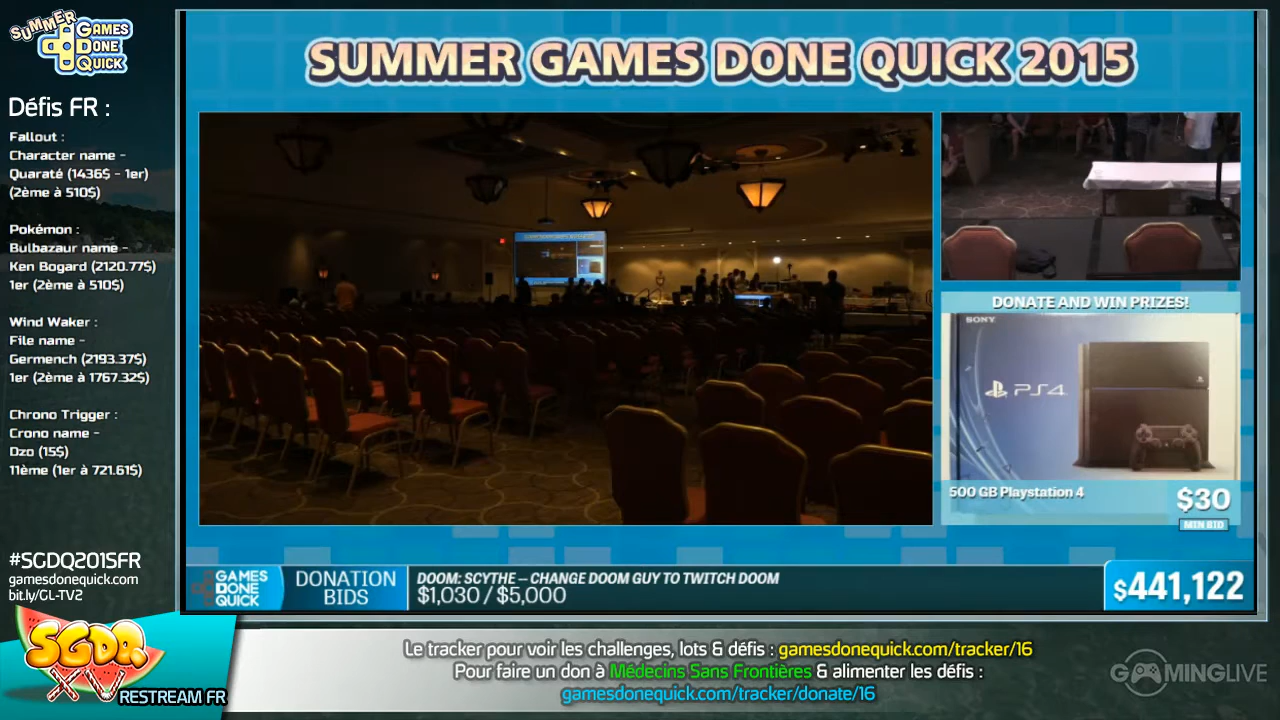 SUMMER
GAMES
DONE
QUICK
SUMMER GAMES DONE QUICK 2015
Défis FR :
Fallout :
Character name -
Quaraté (1436$ - 1er)
(2ème à 510$)
Pokémon :
Bulbazaur name -
Ken Bogard (2120.77$)
1er (2ème à 510$)
Wind Waker :
File name -
Germench (2193.37$)
1er (2ème à 1767.32$)
Chrono Trigger :
Crono name -
Dzo (15$)
11ème (1er à 721.61$)
#SGDQ2015FR
gamesdonequick.com
bit.ly/GL-TV2
DONATE AND WIN PRIZES!
SONY
PS4
500 GB Playstation 4
$30
MIN BID
GAMES
DONE
QUICK
DONATION
BIDS
DOOM: SCYTHE – CHANGE DOOM GUY TO TWITCH DOOM
$1,030 / $5,000
$441,122
SGDQ
RESTREAM FR
Le tracker pour voir les challenges, lots & défis : gamesdonequick.com/tracker/16
Pour faire un don à Médecins Sans Frontières & alimenter les défis :
gamesdonequick.com/tracker/donate/16
GAMINGLIVE